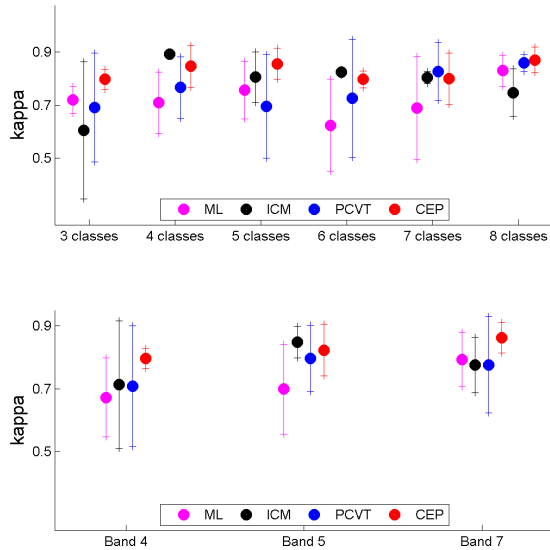 0.9
0.7
0.5
kappa
ML ICM PCVT CEP
3 classes 4 classes 5 classes 6 classes 7 classes 8 classes
0.9
0.7
0.5
kappa
ML ICM PCVT CEP
Band 4 Band 5 Band 7